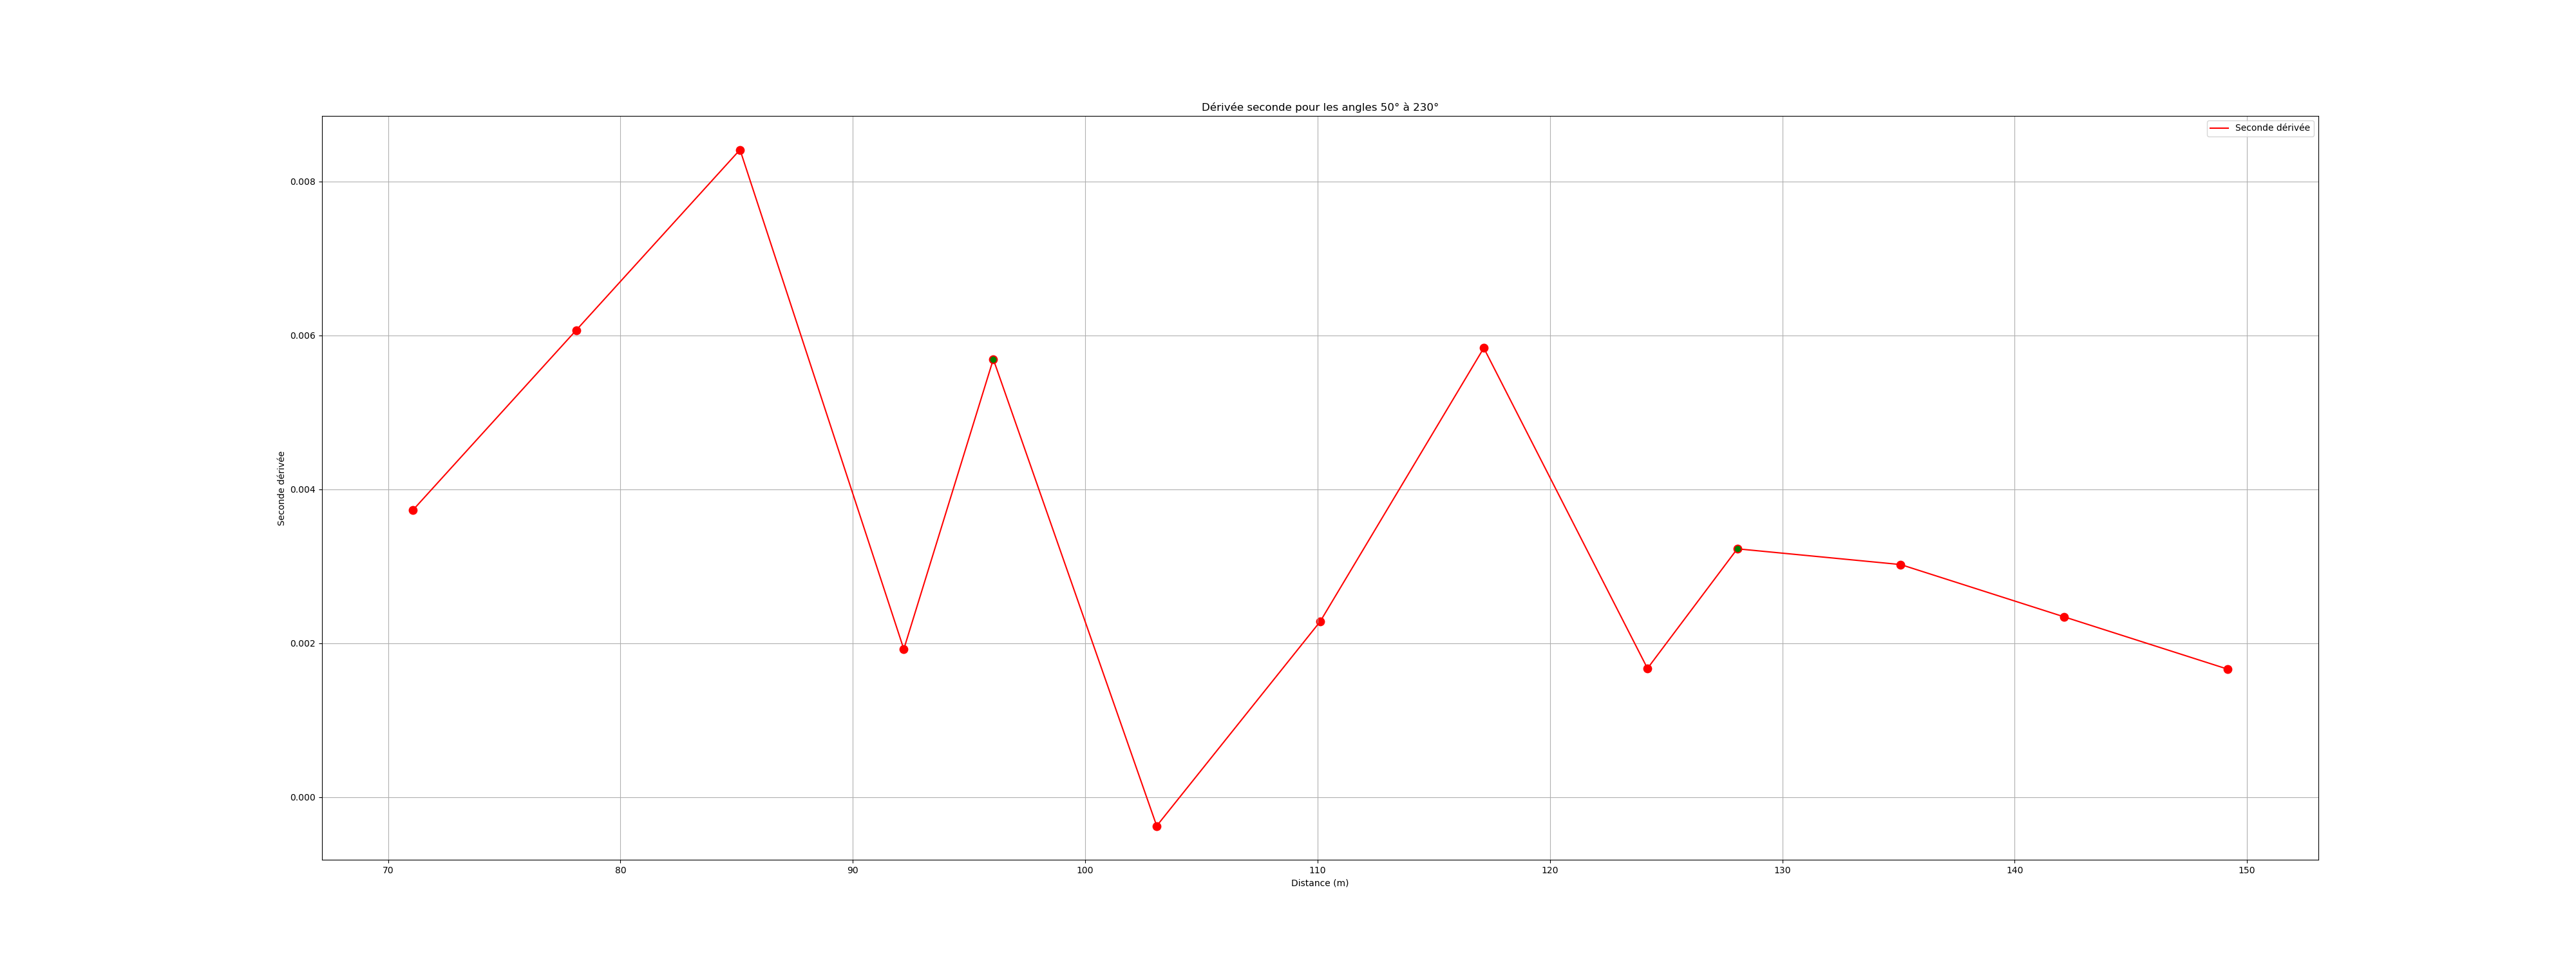 Dérivée seconde pour les angles 50° à 230°
Seconde dérivée
0.008
0.006
0.004
0.002
0.000
Seconde dérivée
70 80 90 100 110 120 130 140 150
Distance (m)